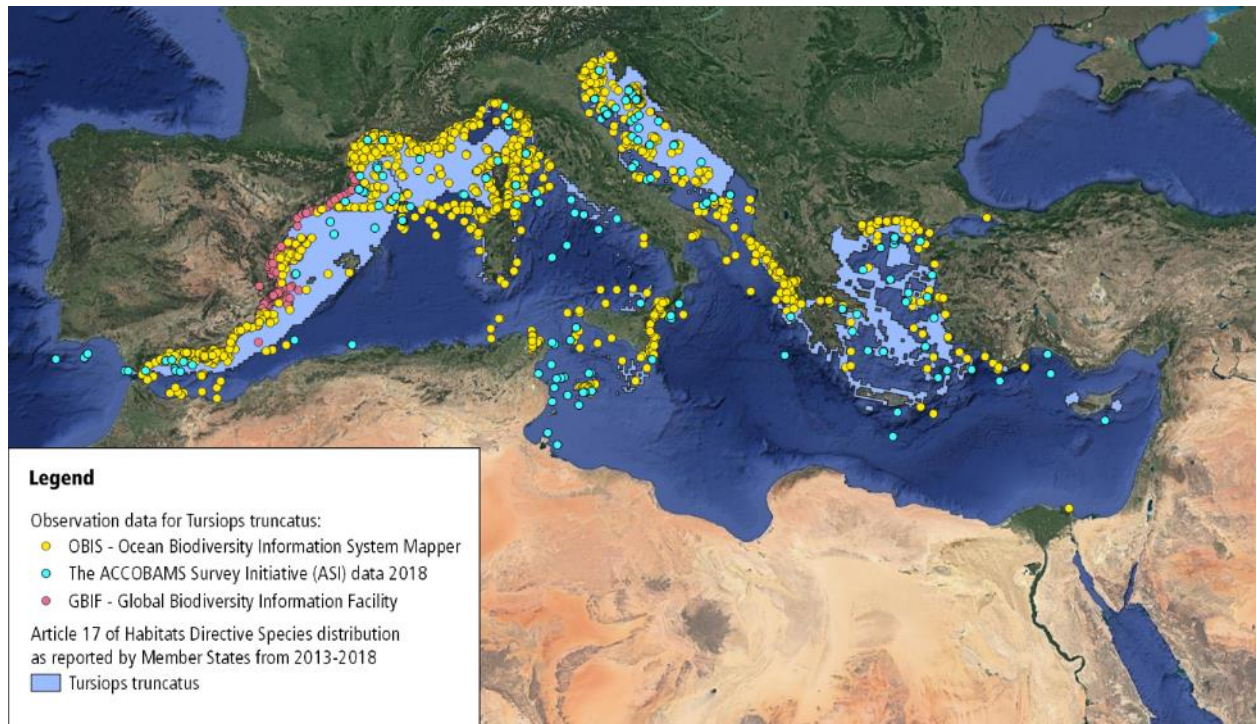 Legend
Observation data for Tursiops truncatus:
OBIS - Ocean Biodiversity Information System Mapper
The ACCOBAMS Survey Initiative (ASI) data 2018
GBIF - Global Biodiversity Information Facility
Article 17 of Habitats Directive Species distribution
as reported by Member States from 2013-2018
Tursiops truncatus